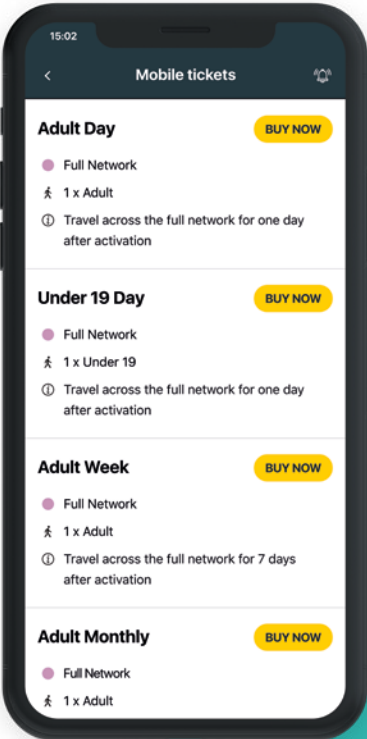 15:02
Mobile tickets
Adult Day
BUY NOW
Full Network
1 x Adult
Travel across the full network for one day
after activation
Under 19 Day
BUY NOW
Full Network
1 x Under 19
Travel across the full network for one day
after activation
Adult Week
BUY NOW
Full Network
1 x Adult
Travel across the full network for 7 days
after activation
Adult Monthly
BUY NOW
Full Network
1 x Adult